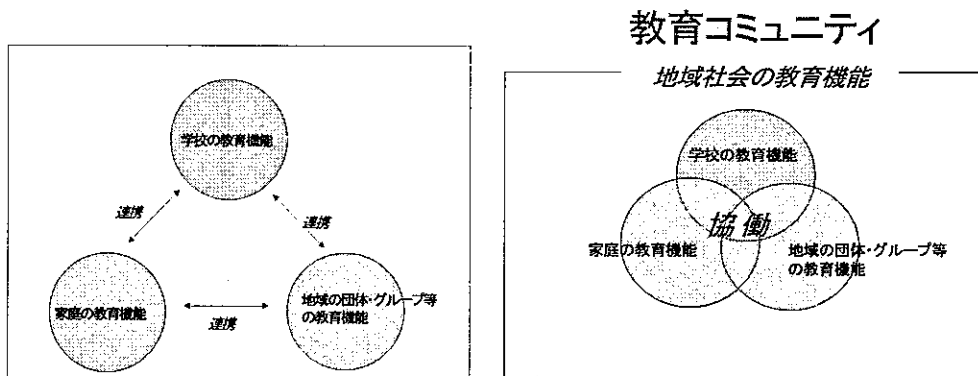 学校の教育機能
連携
連携
家庭の教育機能
連携
地域の団体・グループ等
の教育機能
教育コミュニティ
地域社会の教育機能
学校の教育機能
協働
家庭の教育機能
地域の団体・グループ等
の教育機能